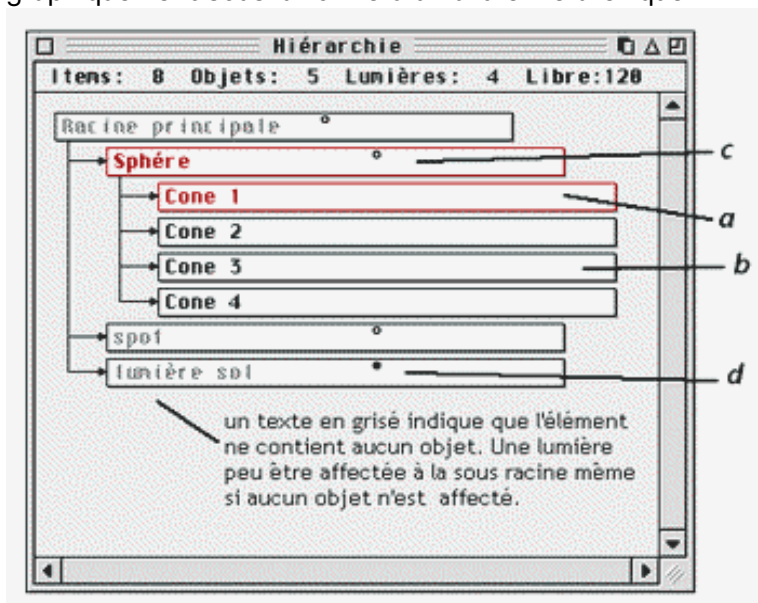 Hiérarchie
Items: 8 Objets: 5 Lumières: 4 Libre:120
Racine principale
Sphére
Cone 1
Cone 2
Cone 3
Cone 4
spot
lumière sol
c
a
b
d
un texte en grisé indique que l'élément
ne contient aucun objet. Une lumière
peu être affectée à la sous racine mème
si aucun objet n'est affecté.